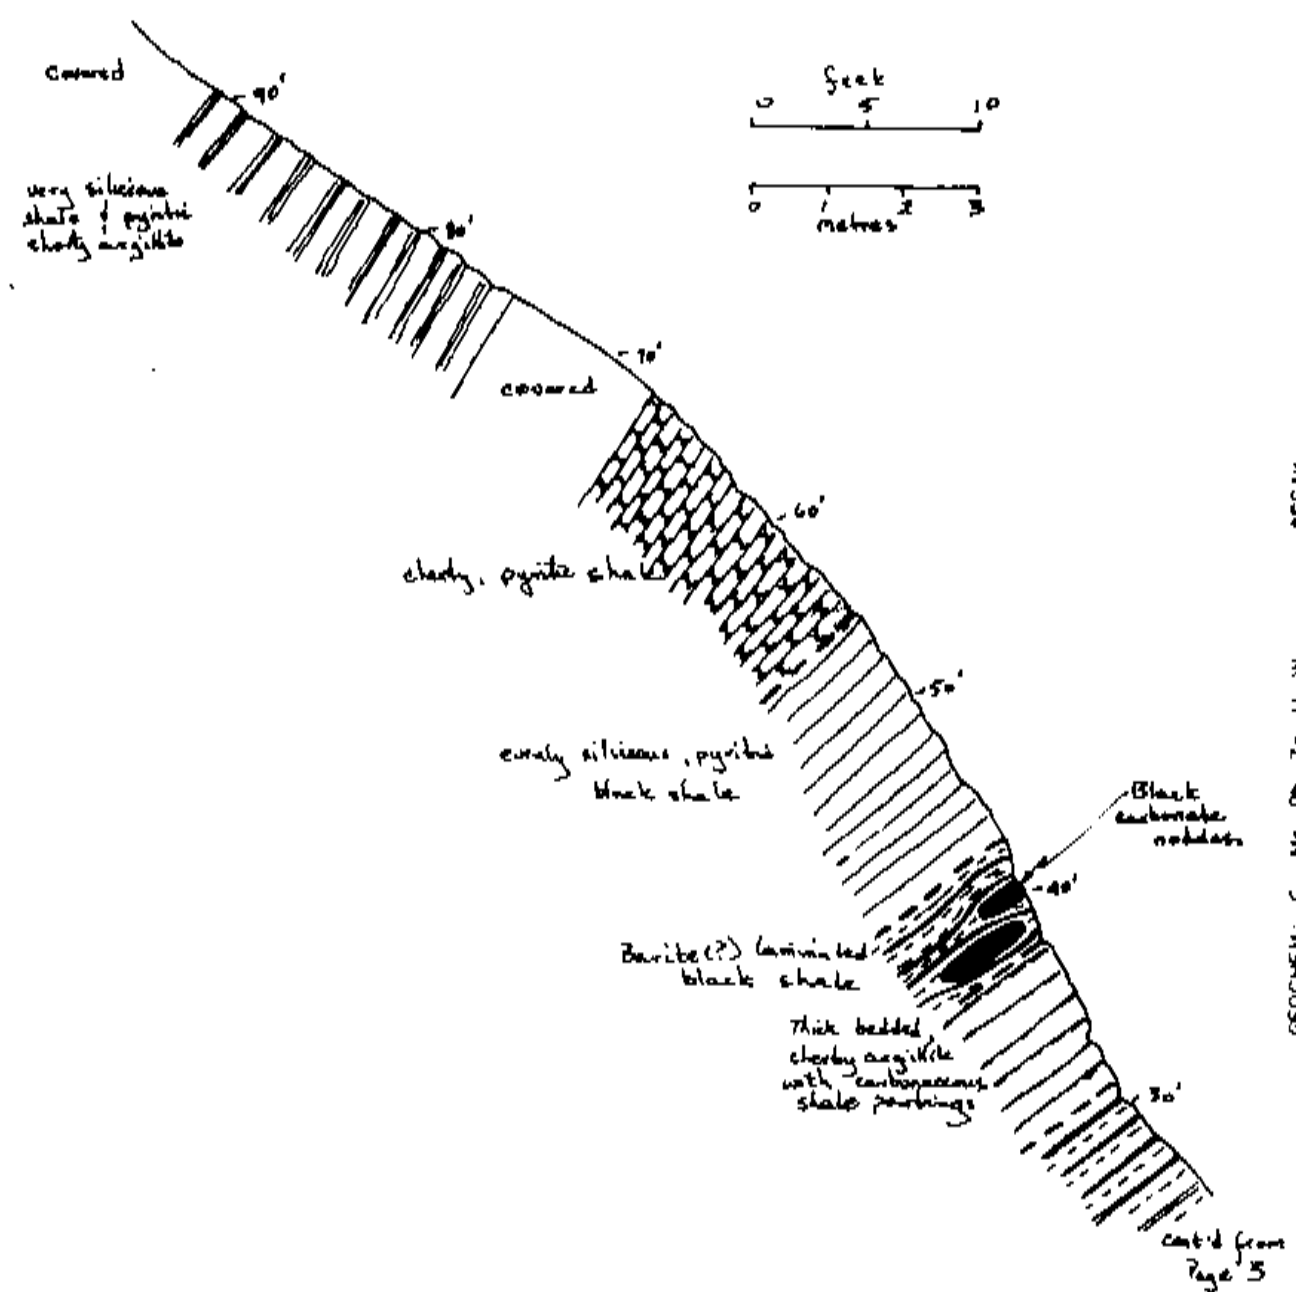 Covered
90'
feet
0 5 10
0 1 2 3
metres
very siliceous
shale & pyritic
cherty argillite
80'
70'
covered
60'
cherty, pyritic shale
50'
evenly siliceous, pyritic
black shale
Black
carbonate
nodules
40'
Barite(?) laminated
black shale
Thick bedded,
cherty argillite
with carbonaceous
shale partings
30'
cont'd from
Page 5